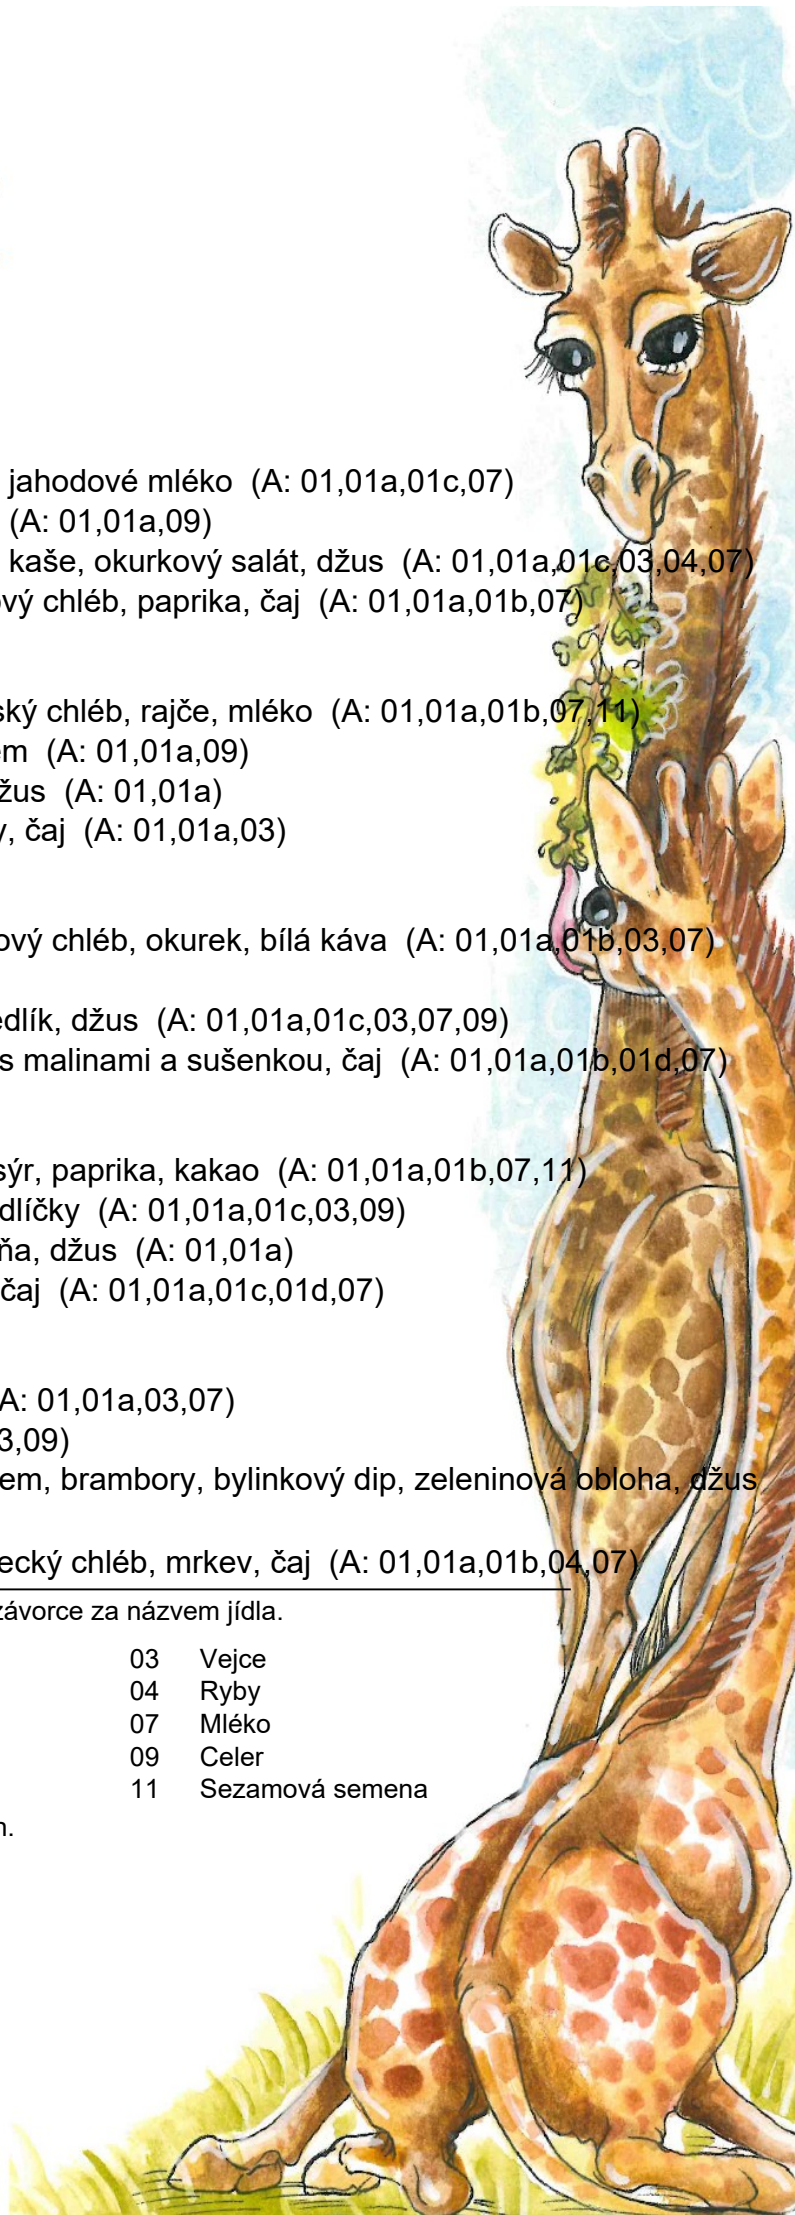 jahodové mléko (A: 01,01a,01c,07)
(A: 01,01a,09)
kaše, okurkový salát, džus (A: 01,01a,01c,03,04,07)
ový chléb, paprika, čaj (A: 01,01a,01b,07)
ský chléb, rajče, mléko (A: 01,01a,01b,07,11)
em (A: 01,01a,09)
žus (A: 01,01a)
y, čaj (A: 01,01a,03)
ový chléb, okurek, bílá káva (A: 01,01a,01b,03,07)
edlík, džus (A: 01,01a,01c,03,07,09)
s malinami a sušenkou, čaj (A: 01,01a,01b,01d,07)
sýr, paprika, kakao (A: 01,01a,01b,07,11)
dlíčky (A: 01,01a,01c,03,09)
ňa, džus (A: 01,01a)
čaj (A: 01,01a,01c,01d,07)
A: 01,01a,03,07)
3,09)
em, brambory, bylinkový dip, zeleninová obloha, džus
ecký chléb, mrkev, čaj (A: 01,01a,01b,04,07)
závorce za názvem jídla.
03 Vejce
04 Ryby
07 Mléko
09 Celer
11 Sezamová semena
n.